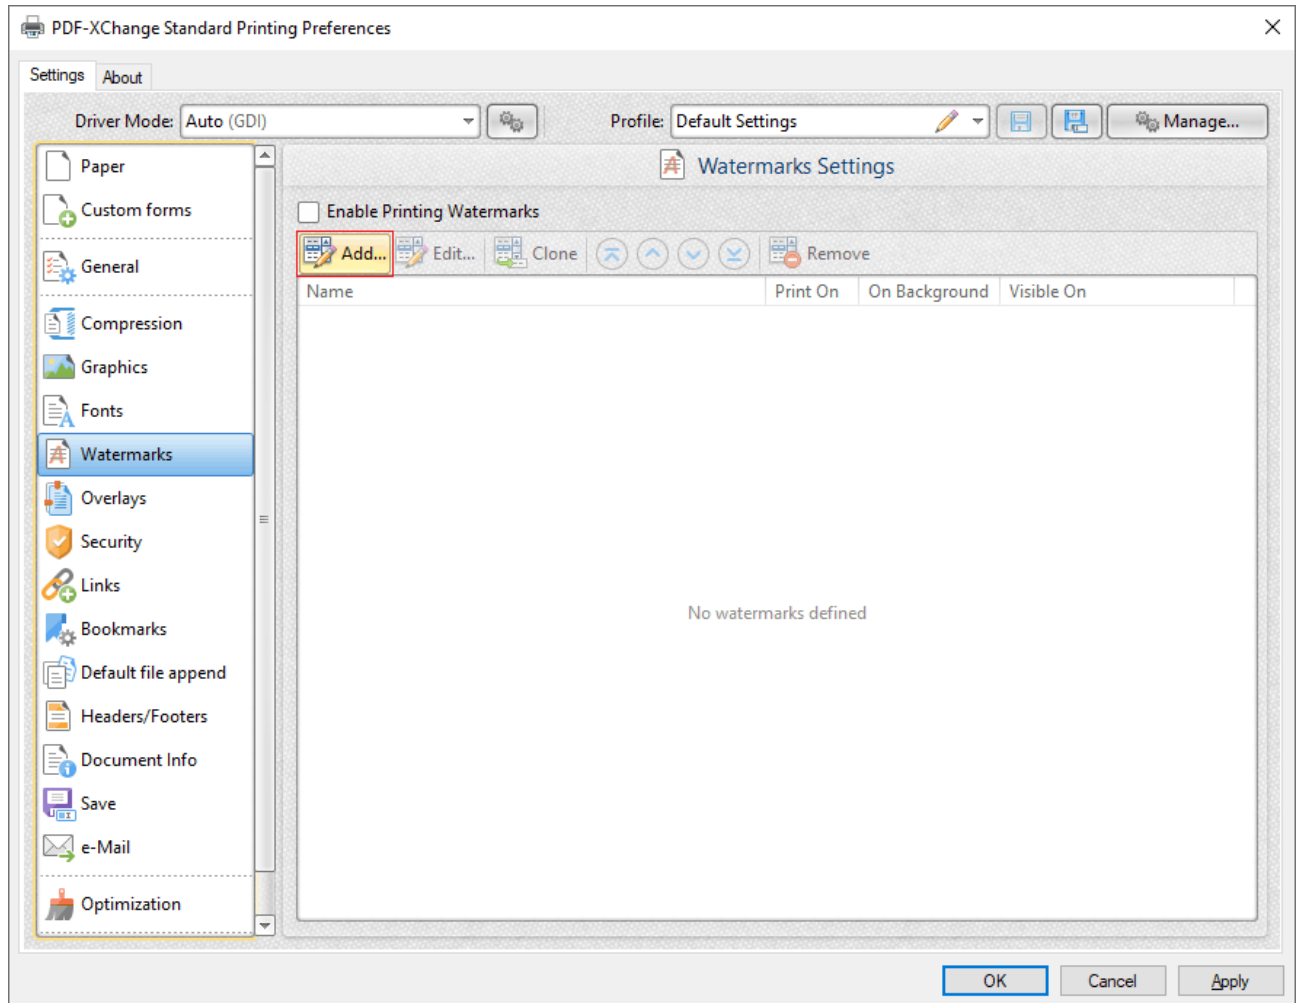 PDF-XChange Standard Printing Preferences
Settings About
Driver Mode: Auto (GDI) Profile: Default Settings Manage...
Paper
Custom forms
General
Compression
Graphics
Fonts
Watermarks
Overlays
Security
Links
Bookmarks
Default file append
Headers/Footers
Document Info
Save
e-Mail
Optimization
Watermarks Settings
Enable Printing Watermarks
Add... Edit... Clone Remove
Name Print On On Background Visible On
No watermarks defined
OK Cancel Apply